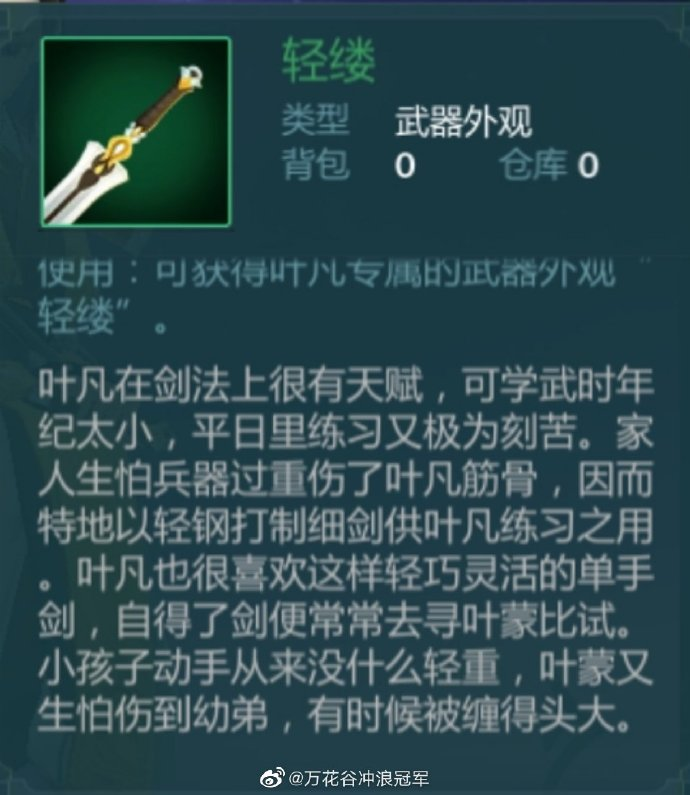 轻缕
类型 武器外观
背包 0 仓库 0
使用：可获得叶凡专属的武器外观“
轻缕”。
叶凡在剑法上很有天赋，可学武时年
纪太小，平日里练习又极为刻苦。家
人生怕兵器过重伤了叶凡筋骨，因而
特地以轻钢打制细剑供叶凡练习之用
。叶凡也很喜欢这样轻巧灵活的单手
剑，自得了剑便常常去寻叶蒙比试。
小孩子动手从来没什么轻重，叶蒙又
生怕伤到幼弟，有时候被缠得头大。
@万花谷冲浪冠军